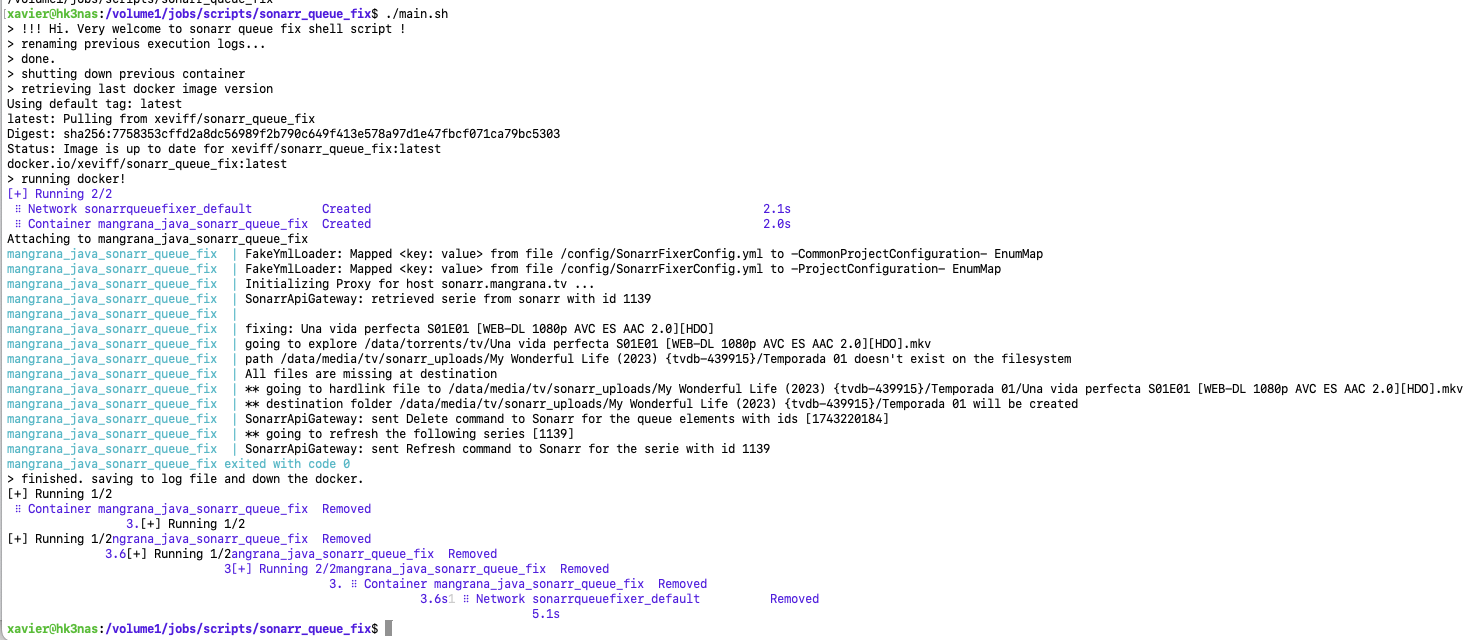 /volume1/jobs/scripts/sonarr_queue_fix
[xavier@hk3nas:/volume1/jobs/scripts/sonarr_queue_fix$ ./main.sh
> !!! Hi. Very welcome to sonarr queue fix shell script !
> renaming previous execution logs...
> done.
> shutting down previous container
> retrieving last docker image version
Using default tag: latest
latest: Pulling from xeviff/sonarr_queue_fix
Digest: sha256:7758353cffd2a8dc56989f2b790c649f413e578a97d1e47fbcf071ca79bc5303
Status: Image is up to date for xeviff/sonarr_queue_fix:latest
docker.io/xeviff/sonarr_queue_fix:latest
> running docker!
[+] Running 2/2
⠿ Network sonarrqueuefixer_default Created 2.1s
⠿ Container mangrana_java_sonarr_queue_fix Created 2.0s
Attaching to mangrana_java_sonarr_queue_fix
mangrana_java_sonarr_queue_fix | FakeYmlLoader: Mapped <key: value> from file /config/SonarrFixerConfig.yml to -CommonProjectConfiguration- EnumMap
mangrana_java_sonarr_queue_fix | FakeYmlLoader: Mapped <key: value> from file /config/SonarrFixerConfig.yml to -ProjectConfiguration- EnumMap
mangrana_java_sonarr_queue_fix | Initializing Proxy for host sonarr.mangrana.tv ...
mangrana_java_sonarr_queue_fix | SonarrApiGateway: retrieved serie from sonarr with id 1139
mangrana_java_sonarr_queue_fix |
mangrana_java_sonarr_queue_fix | fixing: Una vida perfecta S01E01 [WEB-DL 1080p AVC ES AAC 2.0][HDO]
mangrana_java_sonarr_queue_fix | going to explore /data/torrents/tv/Una vida perfecta S01E01 [WEB-DL 1080p AVC ES AAC 2.0][HDO].mkv
mangrana_java_sonarr_queue_fix | path /data/media/tv/sonarr_uploads/My Wonderful Life (2023) {tvdb-439915}/Temporada 01 doesn't exist on the filesystem
mangrana_java_sonarr_queue_fix | All files are missing at destination
mangrana_java_sonarr_queue_fix | ** going to hardlink file to /data/media/tv/sonarr_uploads/My Wonderful Life (2023) {tvdb-439915}/Temporada 01/Una vida perfecta S01E01 [WEB-DL 1080p AVC ES AAC 2.0][HDO].mkv
mangrana_java_sonarr_queue_fix | ** destination folder /data/media/tv/sonarr_uploads/My Wonderful Life (2023) {tvdb-439915}/Temporada 01 will be created
mangrana_java_sonarr_queue_fix | SonarrApiGateway: sent Delete command to Sonarr for the queue elements with ids [1743220184]
mangrana_java_sonarr_queue_fix | ** going to refresh the following series [1139]
mangrana_java_sonarr_queue_fix | SonarrApiGateway: sent Refresh command to Sonarr for the serie with id 1139
mangrana_java_sonarr_queue_fix exited with code 0
> finished. saving to log file and down the docker.
[+] Running 1/2
⠿ Container mangrana_java_sonarr_queue_fix Removed
3.[+] Running 1/2
[+] Running 1/2ngrana_java_sonarr_queue_fix Removed
3.6[+] Running 1/2angrana_java_sonarr_queue_fix Removed
3[+] Running 2/2mangrana_java_sonarr_queue_fix Removed
3. ⠿ Container mangrana_java_sonarr_queue_fix Removed
3.6s1 ⠿ Network sonarrqueuefixer_default Removed
5.1s
xavier@hk3nas:/volume1/jobs/scripts/sonarr_queue_fix$